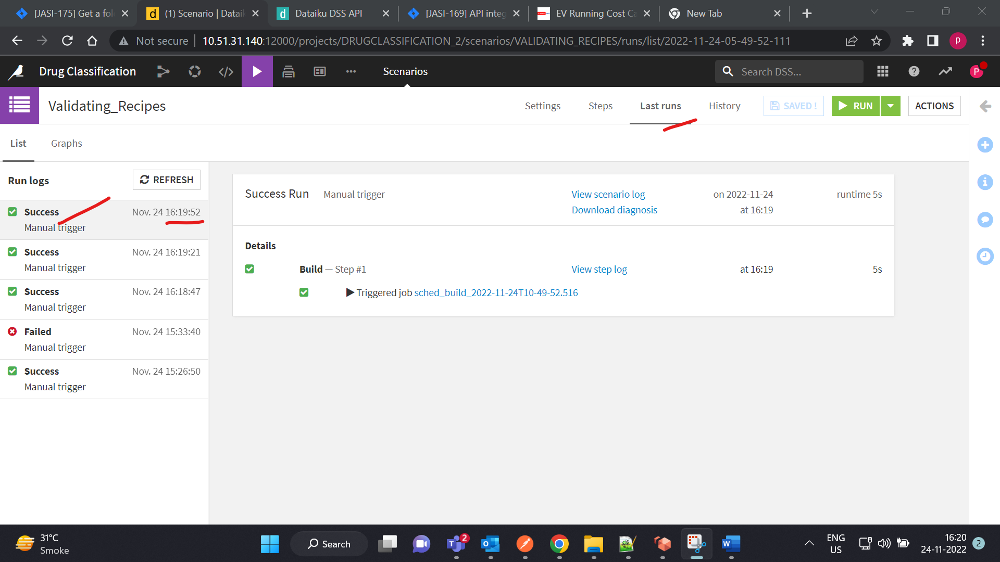 [JASI-175] Get a fol
(1) Scenario | Datail
Dataiku DSS API
[JASI-169] API integ
EV Running Cost Ca
New Tab
Not secure
10.51.31.140:12000/projects/DRUGCLASSIFICATION_2/scenarios/VALIDATING_RECIPES/runs/list/2022-11-24-05-49-52-111
P
Drug Classification
Scenarios
Search DSS...
P
Validating_Recipes
Settings
Steps
Last runs
History
SAVED !
RUN
ACTIONS
List
Graphs
Run logs
REFRESH
Success Nov. 24 16:19:52
Manual trigger
Success Nov. 24 16:19:21
Manual trigger
Success Nov. 24 16:18:47
Manual trigger
Failed Nov. 24 15:33:40
Manual trigger
Success Nov. 24 15:26:50
Manual trigger
Success Run Manual trigger View scenario log on 2022-11-24 runtime 5s
Download diagnosis at 16:19
Details
Build — Step #1 View step log at 16:19 5s
Triggered job sched_build_2022-11-24T10-49-52.516
31°C
Smoke
Search
2
ENG
US
16:20
24-11-2022
2